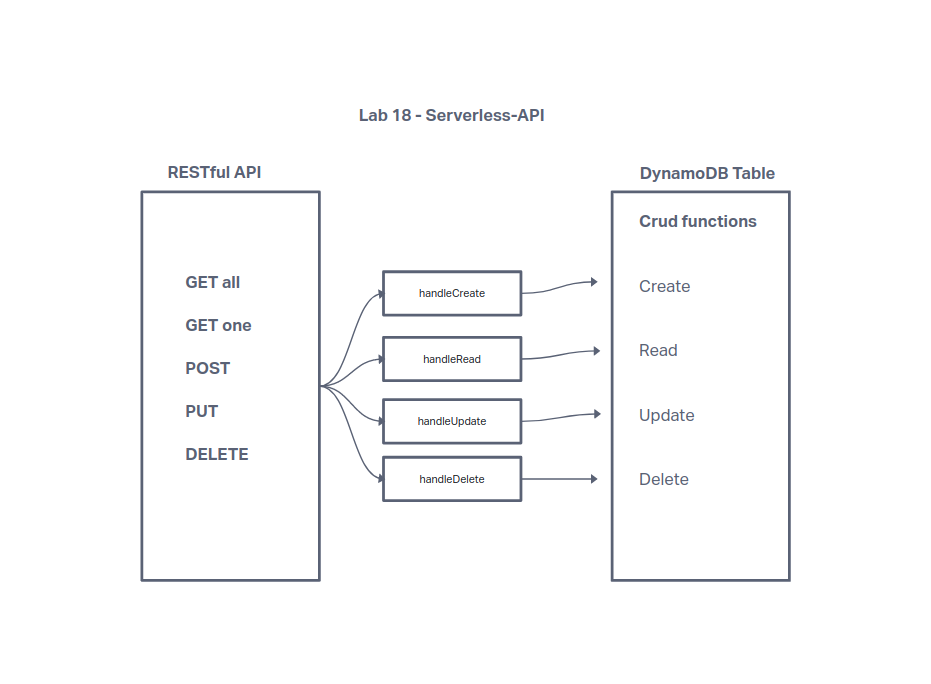 Lab 18 - Serverless-API
RESTful API
GET all
GET one
POST
PUT
DELETE
handleCreate
handleRead
handleUpdate
handleDelete
DynamoDB Table
Crud functions
Create
Read
Update
Delete